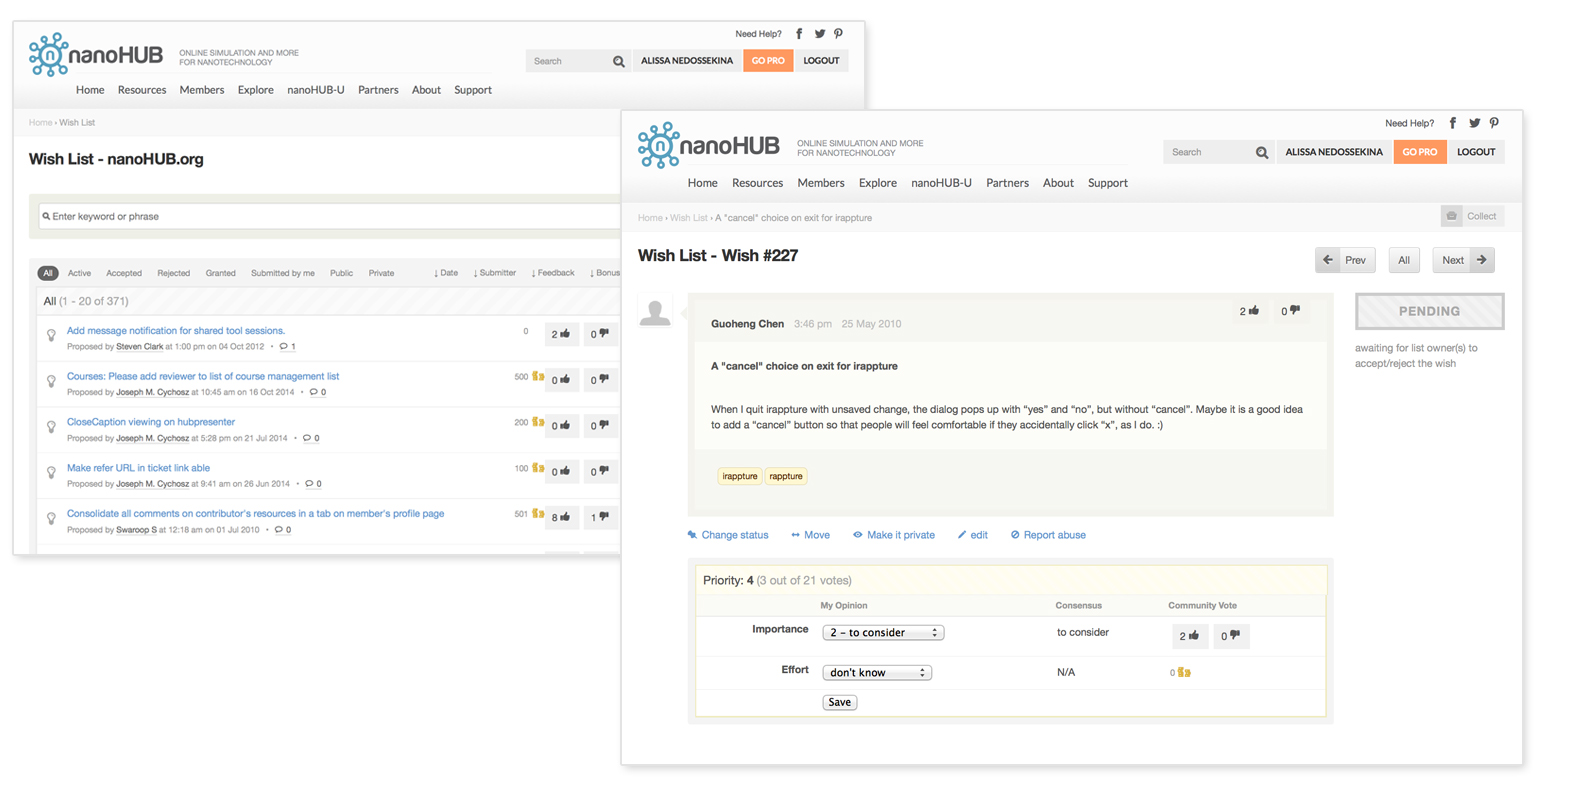 Need Help?
nanoHUB
ONLINE SIMULATION AND MORE
FOR NANOTECHNOLOGY
Search
ALISSA NEDOSSEKINA
GO PRO
LOGOUT
Home Resources Members Explore nanoHUB-U Partners About Support
Home › Wish List
Wish List - nanoHUB.org
Enter keyword or phrase
All Active Accepted Rejected Granted Submitted by me Public Private ↓ Date ↓ Submitter ↓ Feedback ↓ Bonus
All (1 - 20 of 371)
Add message notification for shared tool sessions.
0 2 0
Proposed by Steven Clark at 1:00 pm on 04 Oct 2012 • 1
Courses: Please add reviewer to list of course management list
500 0 0
Proposed by Joseph M. Cychosz at 10:45 am on 16 Oct 2014 • 0
CloseCaption viewing on hubpresenter
200 0 0
Proposed by Joseph M. Cychosz at 5:28 pm on 21 Jul 2014 • 0
Make refer URL in ticket link able
100 0 0
Proposed by Joseph M. Cychosz at 9:41 am on 26 Jun 2014 • 0
Consolidate all comments on contributor's resources in a tab on member's profile page
501 8 1
Proposed by Swaroop S at 12:18 am on 01 Jul 2010 • 0
Need Help?
nanoHUB
ONLINE SIMULATION AND MORE
FOR NANOTECHNOLOGY
Search
ALISSA NEDOSSEKINA
GO PRO
LOGOUT
Home Resources Members Explore nanoHUB-U Partners About Support
Home › Wish List › A "cancel" choice on exit for irappture
Collect
Wish List - Wish #227
Prev
All
Next
2 0
Guoheng Chen 3:46 pm 25 May 2010
PENDING
awaiting for list owner(s) to
accept/reject the wish
A "cancel" choice on exit for irappture
When I quit irappture with unsaved change, the dialog pops up with “yes” and “no”, but without “cancel”. Maybe it is a good idea
to add a “cancel” button so that people will feel comfortable if they accidentally click “x”, as I do. :)
irappture rappture
Change status Move Make it private edit Report abuse
Priority: 4 (3 out of 21 votes)
My Opinion Consensus Community Vote
Importance 2 – to consider to consider 2 0
Effort don't know N/A 0
Save